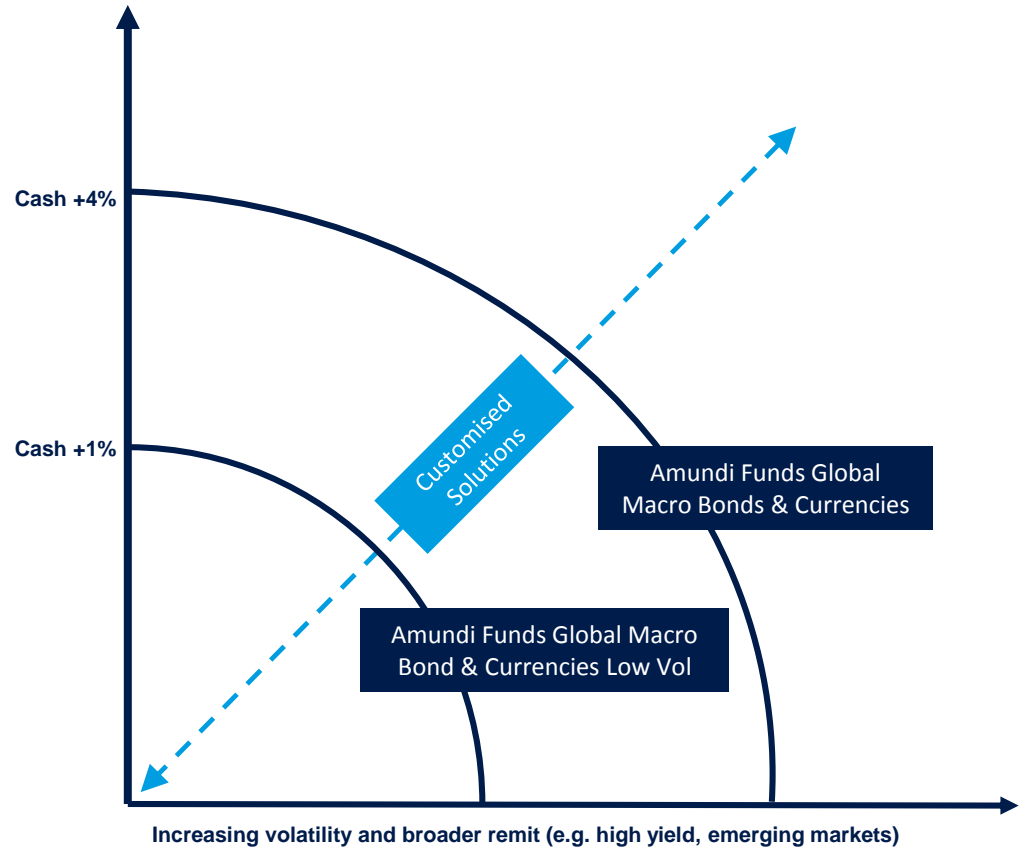 Cash +4%
Customised
Solutions
Cash +1%
Amundi Funds Global
Macro Bonds & Currencies
Amundi Funds Global Macro
Bond & Currencies Low Vol
Increasing volatility and broader remit (e.g. high yield, emerging markets)